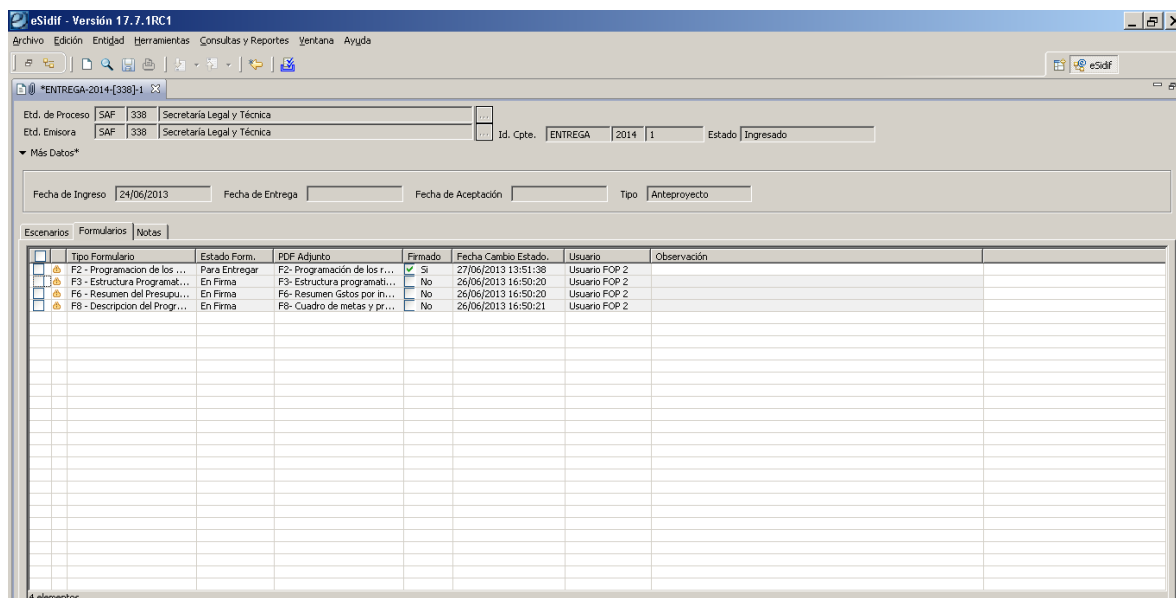 eSidif - Versión 17.7.1RC1
Archivo Edición Entidad Herramientas Consultas y Reportes Ventana Ayuda
eSidif
*ENTREGA-2014-[338]-1
Etd. de Proceso SAF 338 Secretaría Legal y Técnica ...
Etd. Emisora SAF 338 Secretaría Legal y Técnica ... Id. Cpte. ENTREGA 2014 1 Estado Ingresado
Más Datos*
Fecha de Ingreso 24/06/2013 Fecha de Entrega Fecha de Aceptación Tipo Anteproyecto
Escenarios Formularios Notas
Tipo Formulario Estado Form. PDF Adjunto Firmado Fecha Cambio Estado. Usuario Observación
F2 - Programacion de los ... Para Entregar F2- Programación de los r... Si 27/06/2013 13:51:38 Usuario FOP 2
F3 - Estructura Programat... En Firma F3- Estructura programati... No 26/06/2013 16:50:20 Usuario FOP 2
F6 - Resumen del Presupu... En Firma F6- Resumen Gstos por in... No 26/06/2013 16:50:20 Usuario FOP 2
F8 - Descripcion del Progr... En Firma F8- Cuadro de metas y pr... No 26/06/2013 16:50:21 Usuario FOP 2
4 elementos